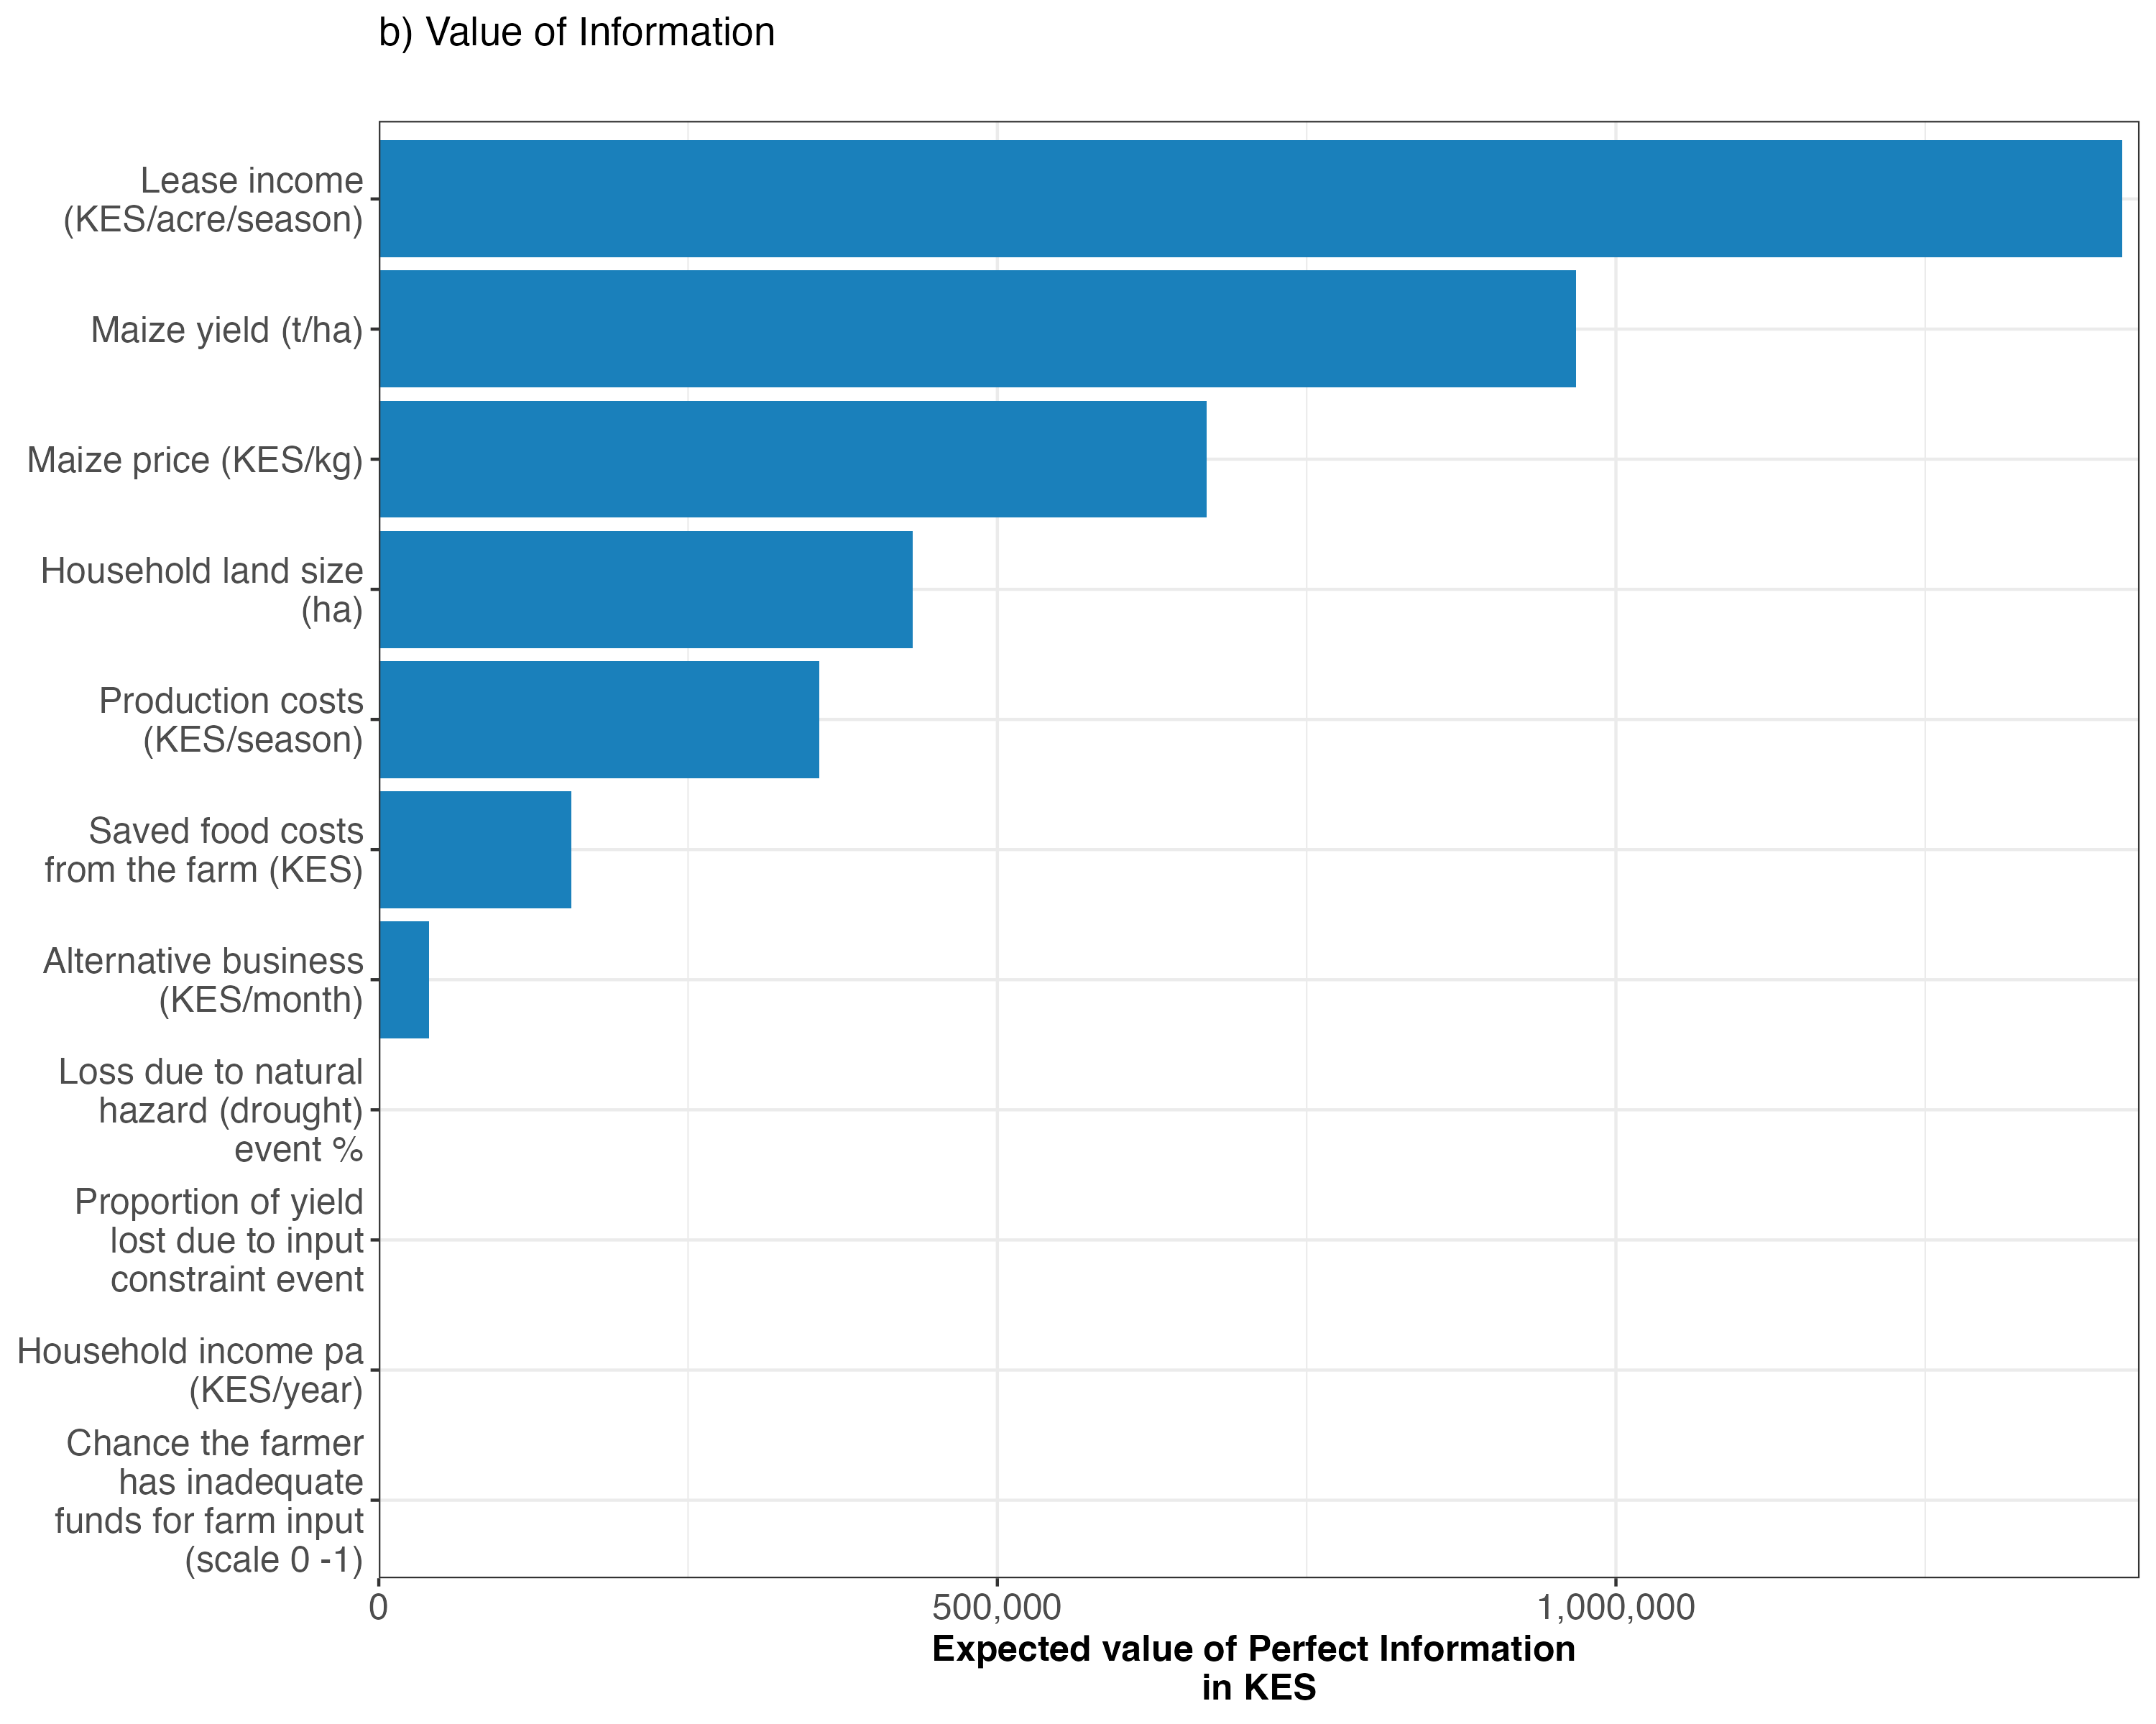 b) Value of Information
Lease income
(KES/acre/season)
Maize yield (t/ha)
Maize price (KES/kg)
Household land size
(ha)
Production costs
(KES/season)
Saved food costs
from the farm (KES)
Alternative business
(KES/month)
Loss due to natural
hazard (drought)
event %
Proportion of yield
lost due to input
constraint event
Household income pa
(KES/year)
Chance the farmer
has inadequate
funds for farm input
(scale 0 -1)
0
500,000
1,000,000
Expected value of Perfect Information
in KES